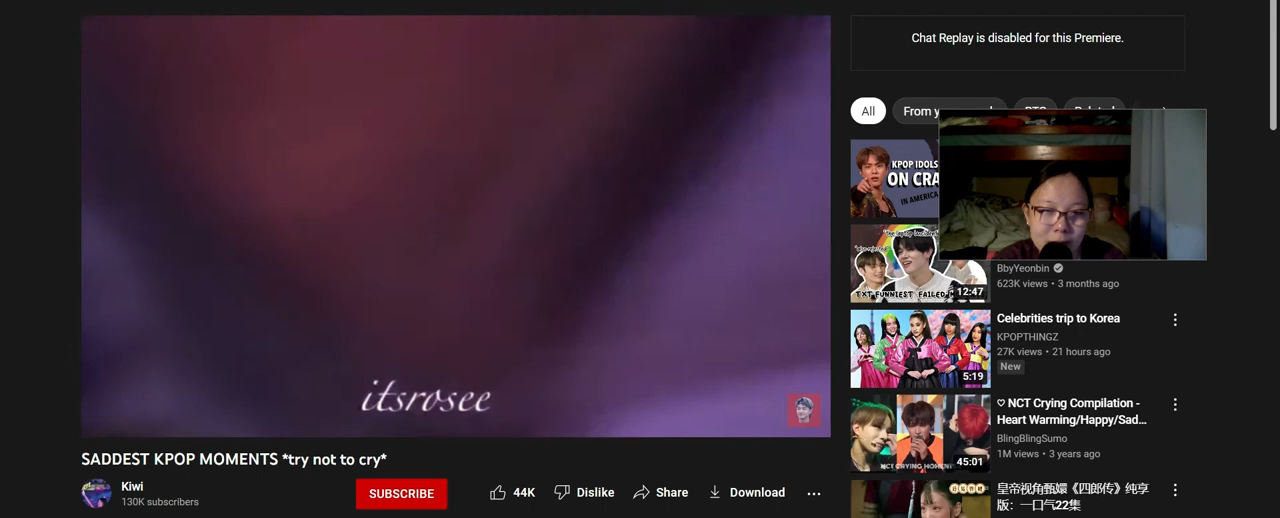 itsrosee
SADDEST KPOP MOMENTS *try not to cry*
Kiwi
130K subscribers
SUBSCRIBE
44K
Dislike
Share
Download
Chat Replay is disabled for this Premiere.
All
From y
KPOP IDOLS
ON CRA
IN AMERICA
TXT FUNNIEST FAILED
12:47
BbyYeonbin
623K views • 3 months ago
5:19
Celebrities trip to Korea
KPOPTHINGZ
27K views • 21 hours ago
New
NCT CRYING MOMENT
45:01
♡ NCT Crying Compilation -
Heart Warming/Happy/Sad...
BlingBlingSumo
1M views • 3 years ago
皇帝视角甄嬛《四郎传》纯享
版：一口气22集